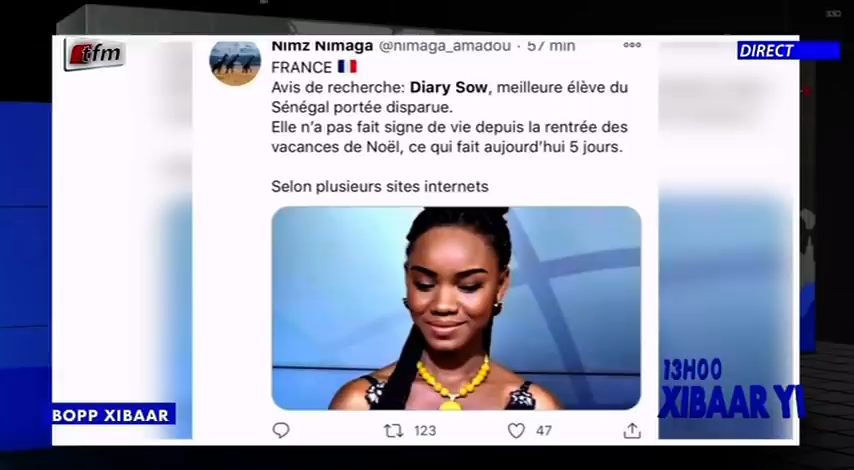 tfm
Nimz Nimaga @nimaga_amadou · 57 min
DIRECT
FRANCE 🇫🇷
Avis de recherche: Diary Sow, meilleure élève du
Sénégal portée disparue.
Elle n'a pas fait signe de vie depuis la rentrée des
vacances de Noël, ce qui fait aujourd'hui 5 jours.
Selon plusieurs sites internets
13H00
XIBAAR YI
BOPP XIBAAR
123
47